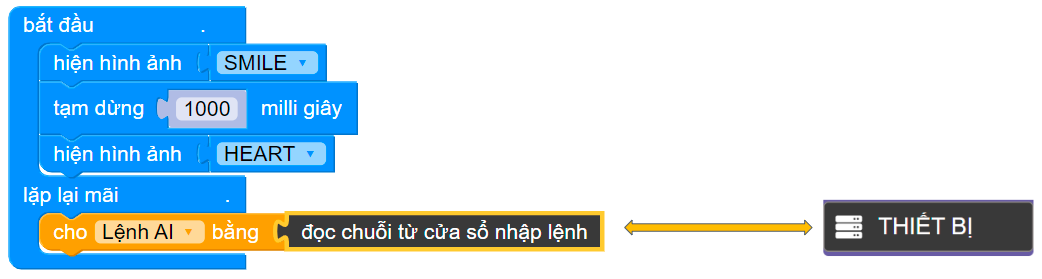 bắt đầu .
hiện hình ảnh SMILE
tạm dừng 1000 milli giây
hiện hình ảnh HEART
lặp lại mãi .
cho Lệnh AI bằng đọc chuỗi từ cửa sổ nhập lệnh THIẾT BỊ